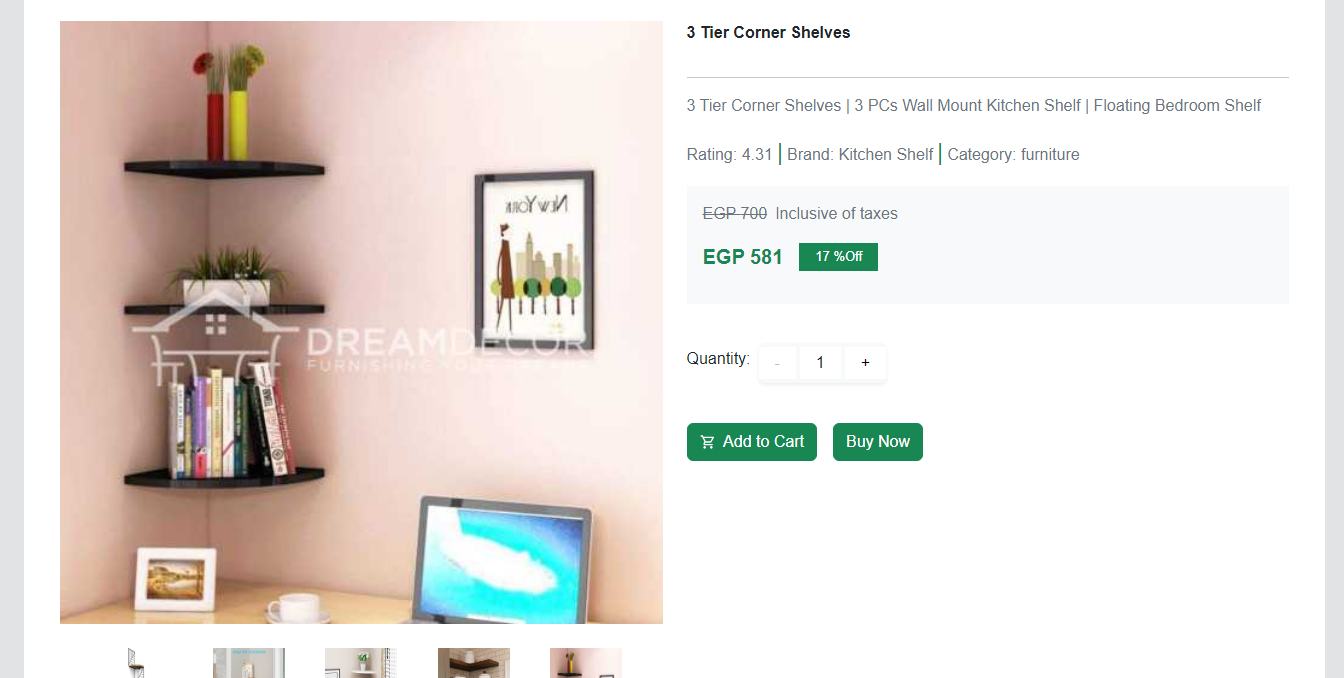 3 Tier Corner Shelves
3 Tier Corner Shelves | 3 PCs Wall Mount Kitchen Shelf | Floating Bedroom Shelf
Rating: 4.31 | Brand: Kitchen Shelf | Category: furniture
EGP 700 Inclusive of taxes
EGP 581 17 %Off
Quantity: - 1 +
Add to Cart Buy Now
NEW YORK
DREAMDECOR
FURNISHING YOUR DREAMS